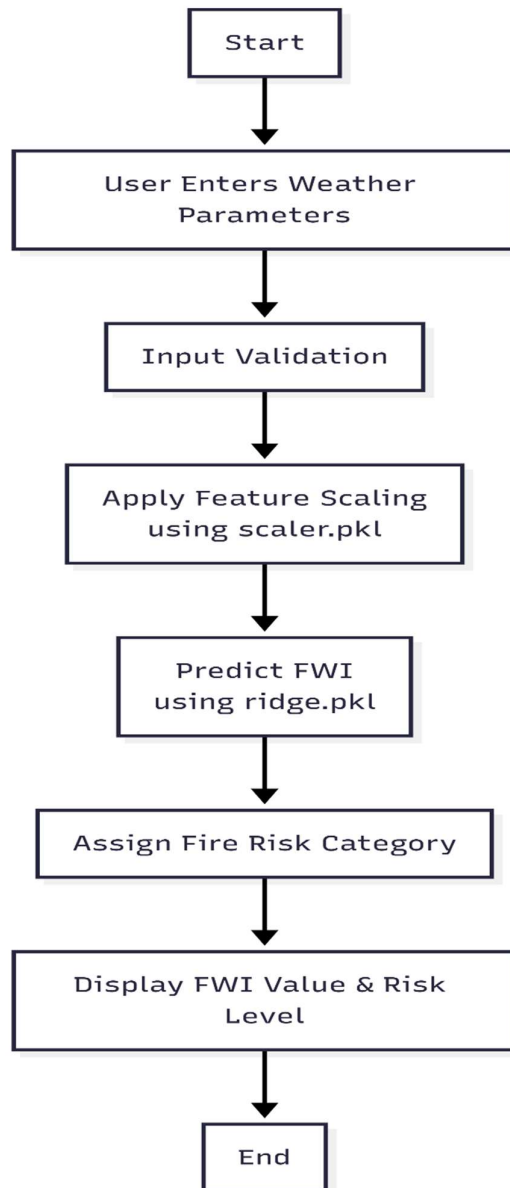 Start
User Enters Weather
Parameters
Input Validation
Apply Feature Scaling
using scaler.pkl
Predict FWI
using ridge.pkl
Assign Fire Risk Category
Display FWI Value & Risk
Level
End